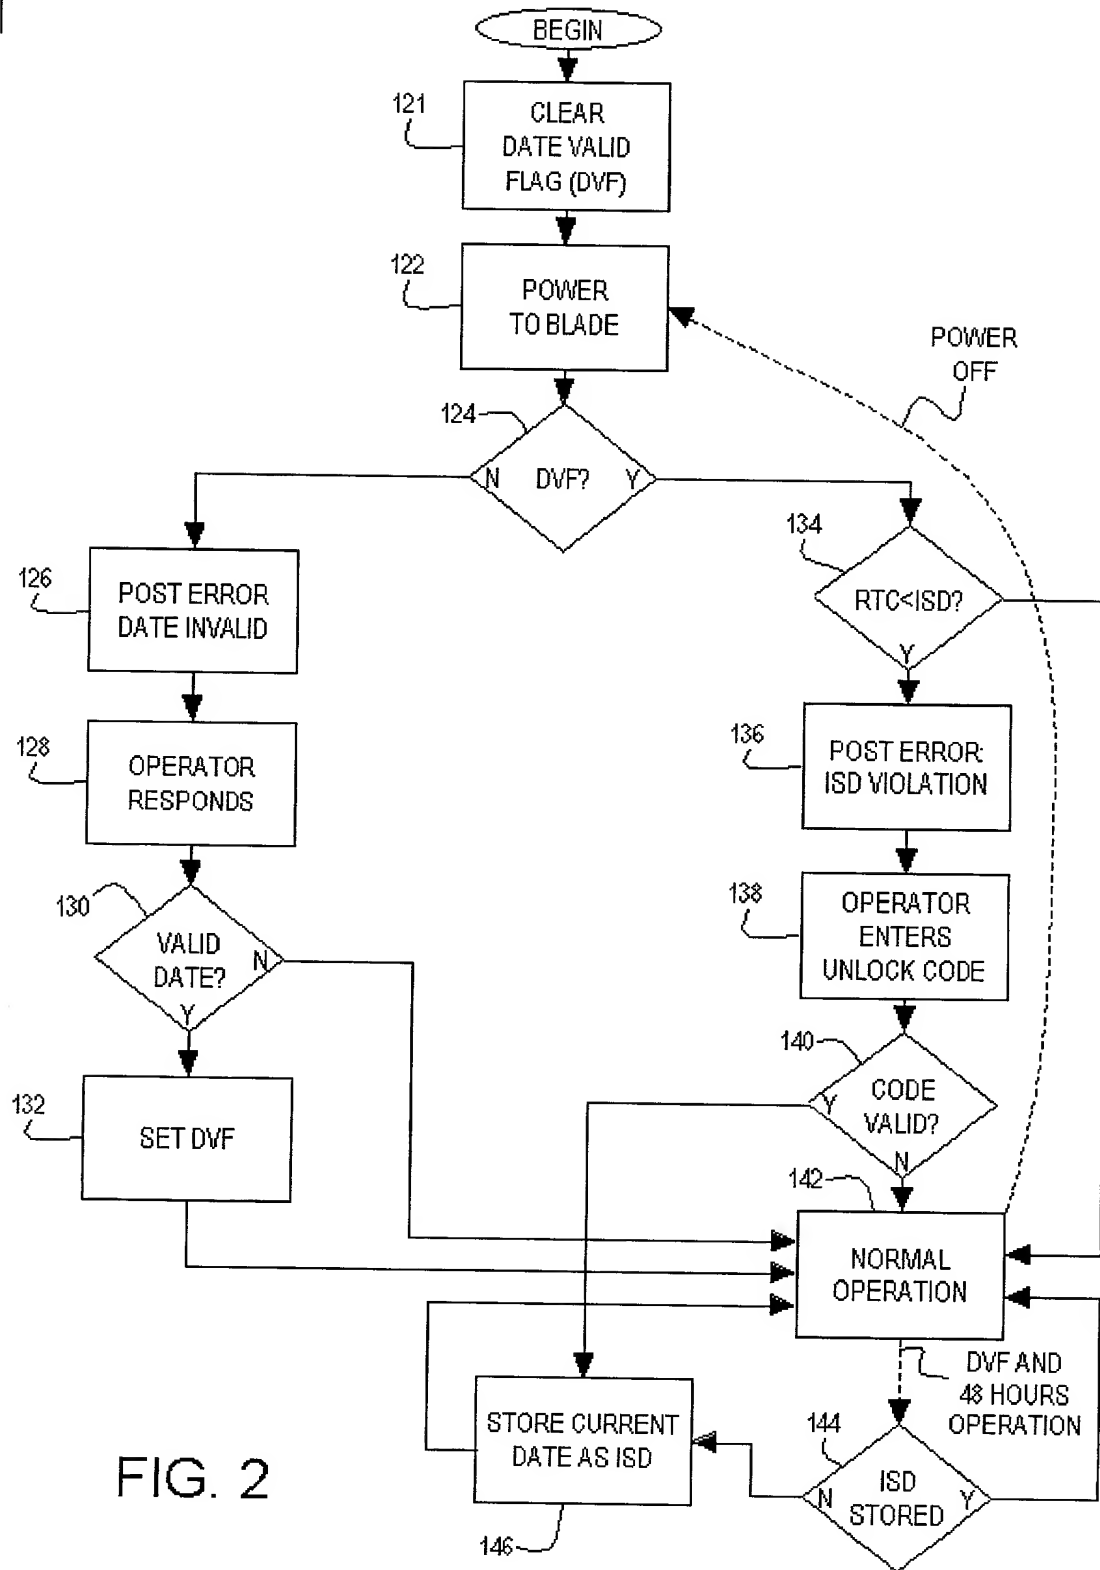 BEGIN
121
CLEAR
DATE VALID
FLAG (DVF)
122
POWER
TO BLADE
POWER
OFF
124
N
DVF?
Y
134
RTC<ISD?
Y
126
POST ERROR
DATE INVALID
136
POST ERROR:
ISD VIOLATION
128
OPERATOR
RESPONDS
138
OPERATOR
ENTERS
UNLOCK CODE
130
VALID
DATE?
N
Y
140
CODE
VALID?
Y
N
132
SET DVF
142
NORMAL
OPERATION
DVF AND
48 HOURS
OPERATION
STORE CURRENT
DATE AS ISD
146
144
ISD
STORED
N
Y
FIG. 2